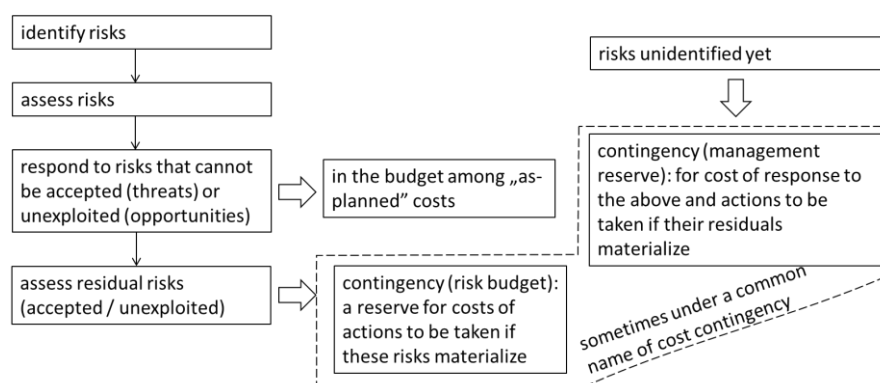 identify risks
assess risks
respond to risks that cannot
be accepted (threats) or
unexploited (opportunities)
assess residual risks
(accepted / unexploited)
in the budget among „as-
planned” costs
contingency (risk budget):
a reserve for costs of
actions to be taken if
these risks materialize
risks unidentified yet
contingency (management
reserve): for cost of response to
the above and actions to be
taken if their residuals
materialize
sometimes under a common
name of cost contingency